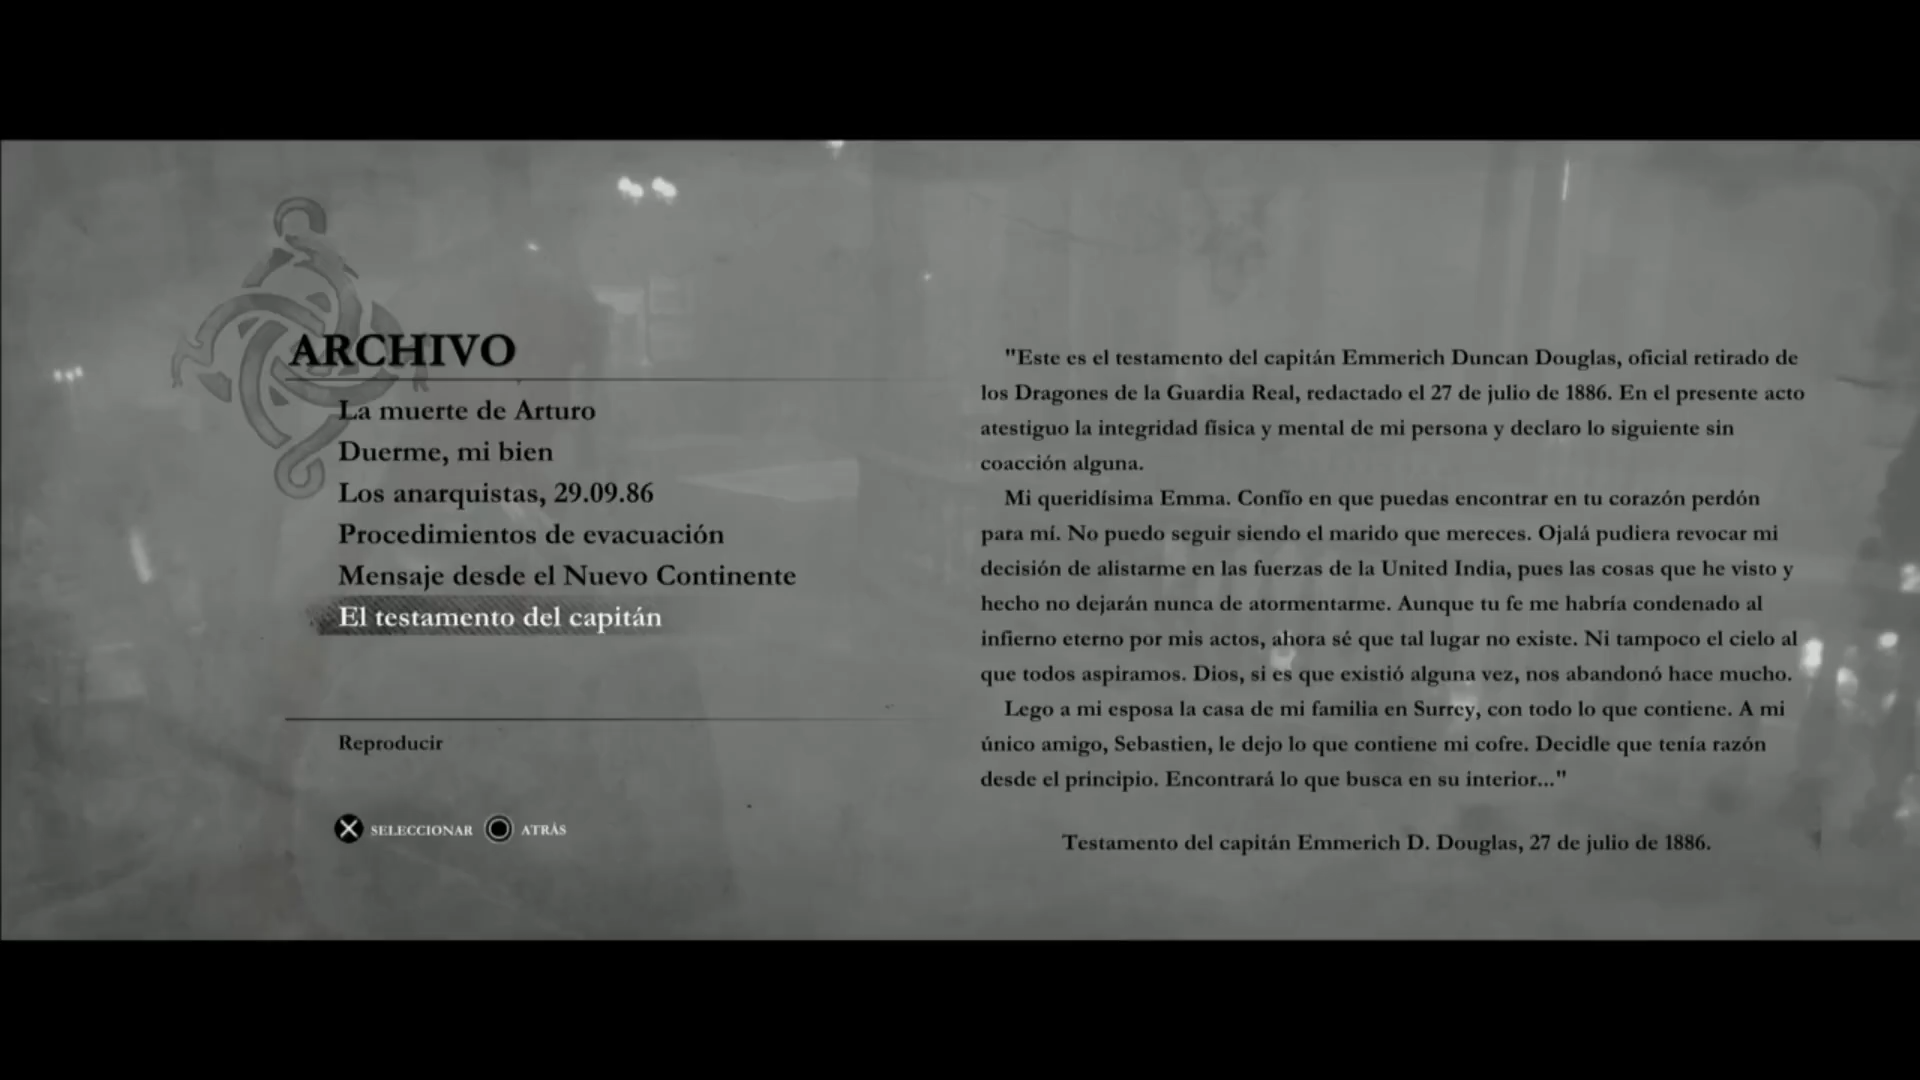 ARCHIVO
La muerte de Arturo
Duerme, mi bien
Los anarquistas, 29.09.86
Procedimientos de evacuación
Mensaje desde el Nuevo Continente
El testamento del capitán
Reproducir
SELECCIONAR ATRÁS
"Este es el testamento del capitán Emmerich Duncan Douglas, oficial retirado de
los Dragones de la Guardia Real, redactado el 27 de julio de 1886. En el presente acto
atestiguo la integridad física y mental de mi persona y declaro lo siguiente sin
coacción alguna.
Mi queridísima Emma. Confío en que puedas encontrar en tu corazón perdón
para mí. No puedo seguir siendo el marido que mereces. Ojalá pudiera revocar mi
decisión de alistarme en las fuerzas de la United India, pues las cosas que he visto y
hecho no dejarán nunca de atormentarme. Aunque tu fe me habría condenado al
infierno eterno por mis actos, ahora sé que tal lugar no existe. Ni tampoco el cielo al
que todos aspiramos. Dios, si es que existió alguna vez, nos abandonó hace mucho.
Lego a mi esposa la casa de mi familia en Surrey, con todo lo que contiene. A mi
único amigo, Sebastien, le dejo lo que contiene mi cofre. Decidle que tenía razón
desde el principio. Encontrará lo que busca en su interior..."
Testamento del capitán Emmerich D. Douglas, 27 de julio de 1886.